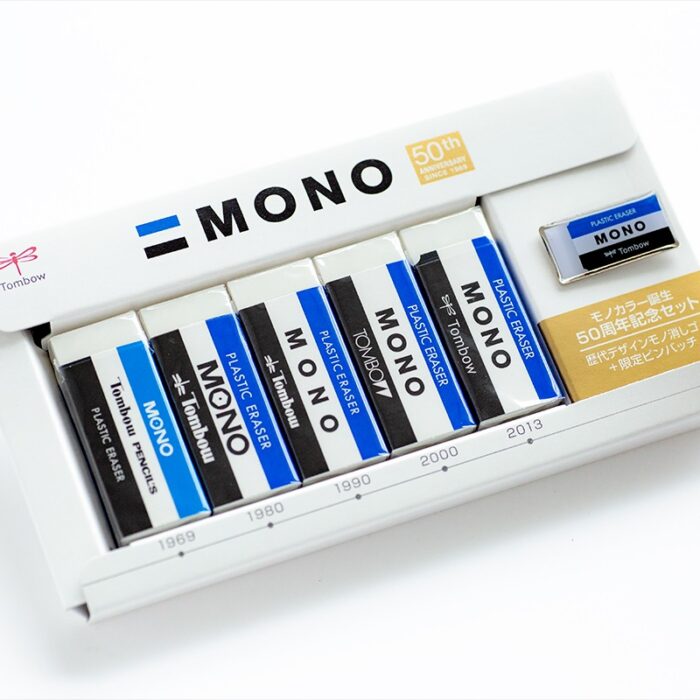 MONO
50th
ANNIVERSARY
SINCE 1969
Tombow
PLASTIC ERASER
MONO
Tombow
モノカラー誕生
50周年記念セット
歴代デザインモノ消しゴム
+限定ピンバッチ
MONO
Tombow PENCILS
PLASTIC ERASER
PLASTIC ERASER
MONO
Tombow
PLASTIC ERASER
MONO
Tombow
PLASTIC ERASER
MONO
TOMBOW
PLASTIC ERASER
MONO
Tombow
1969
1980
1990
2000
2013